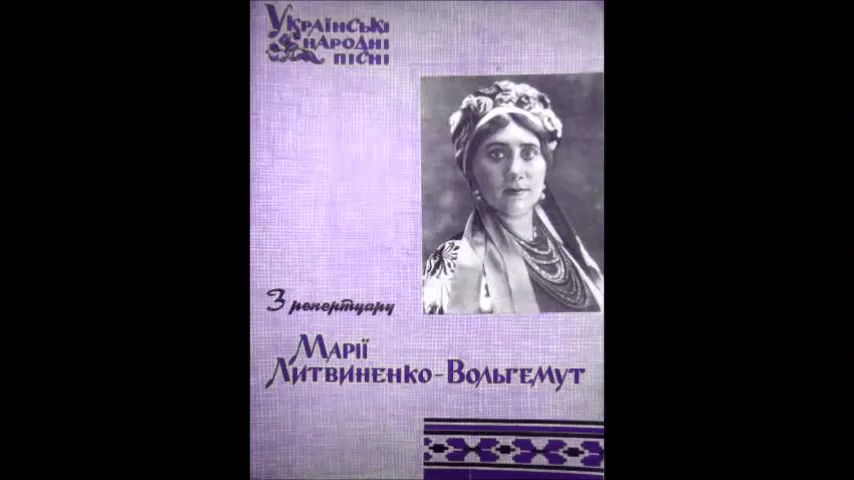 Українські
народні
пісні
З репертуару
Марії
Литвиненко-Вольгемут